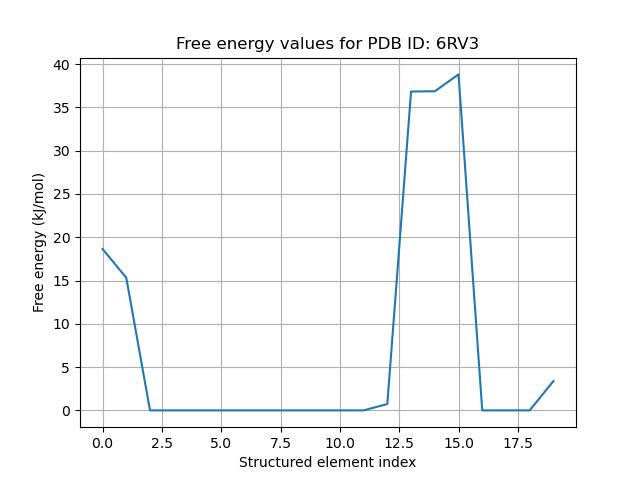 Free energy values for PDB ID: 6RV3
Free energy (kJ/mol)
40
35
30
25
20
15
10
5
0
0.0 2.5 5.0 7.5 10.0 12.5 15.0 17.5
Structured element index